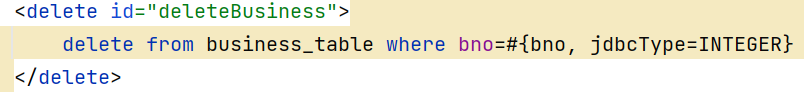 <delete id="deleteBusiness">
    delete from business_table where bno=#{bno, jdbcType=INTEGER}
</delete>